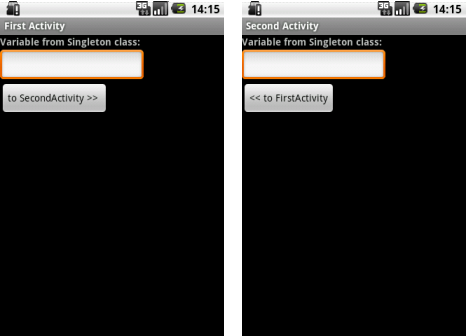 3G 14:15
First Activity
Variable from Singleton class:
to SecondActivity >>
3G 14:15
Second Activity
Variable from Singleton class:
<< to FirstActivity